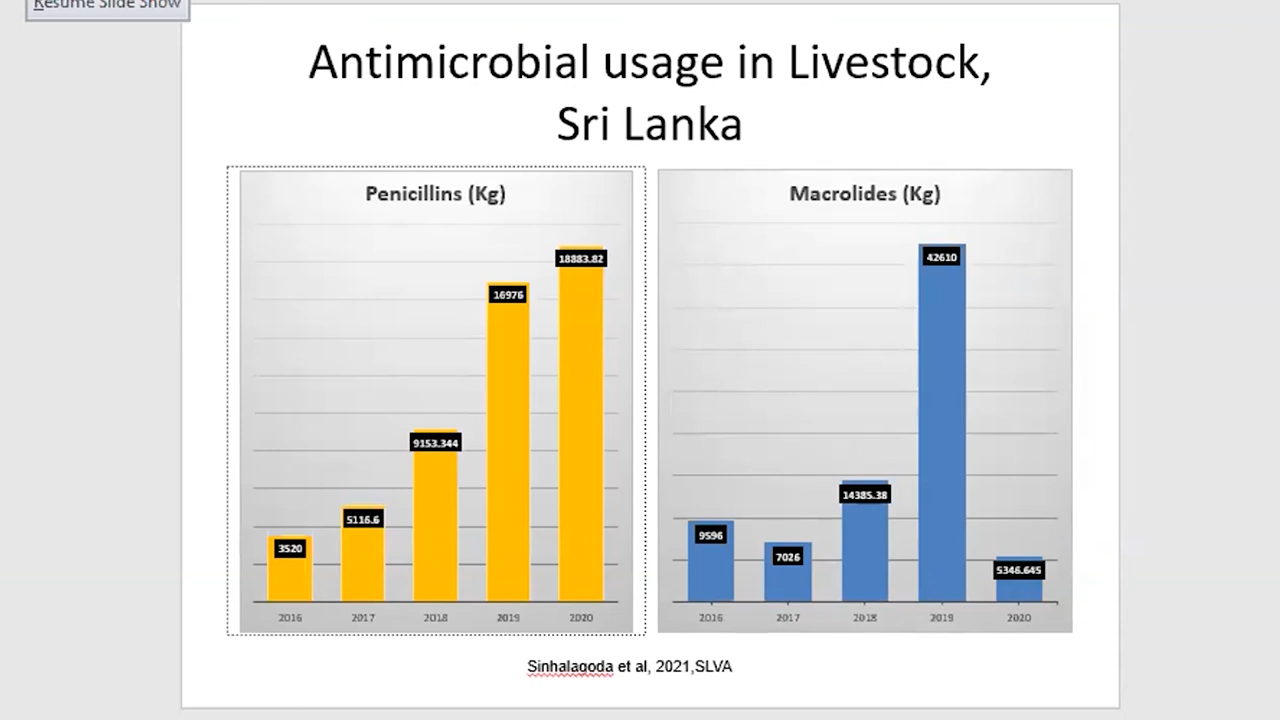 Resume Slide Show
Antimicrobial usage in Livestock,
Sri Lanka
Penicillins (Kg)
18883.82
16976
9153.344
5116.6
3520
2016 2017 2018 2019 2020
Macrolides (Kg)
42610
14385.38
9596
7026
5346.645
2016 2017 2018 2019 2020
Sinhalagoda et al, 2021,SLVA